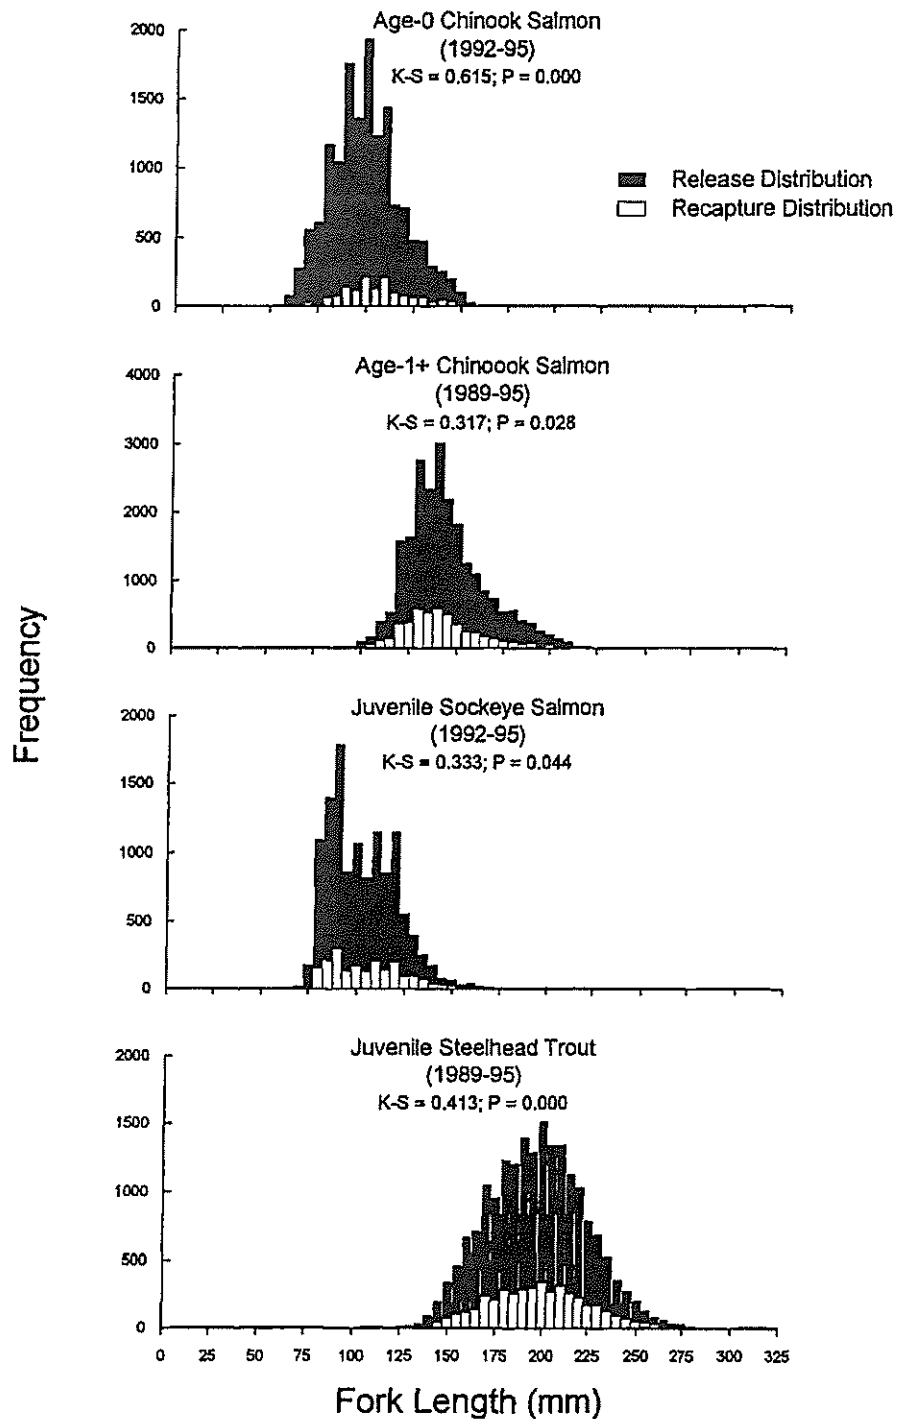 Age-0 Chinook Salmon
(1992-95)
K-S = 0.615; P = 0.000
2000
1500
1000
500
0
Release Distribution
Recapture Distribution
Age-1+ Chinoook Salmon
(1989-95)
K-S = 0.317; P = 0.028
4000
3000
2000
1000
0
Frequency
Juvenile Sockeye Salmon
(1992-95)
K-S = 0.333; P = 0.044
2000
1500
1000
500
0
Juvenile Steelhead Trout
(1989-95)
K-S = 0.413; P = 0.000
2000
1500
1000
500
0
0 25 50 75 100 125 150 175 200 225 250 275 300 325
Fork Length (mm)